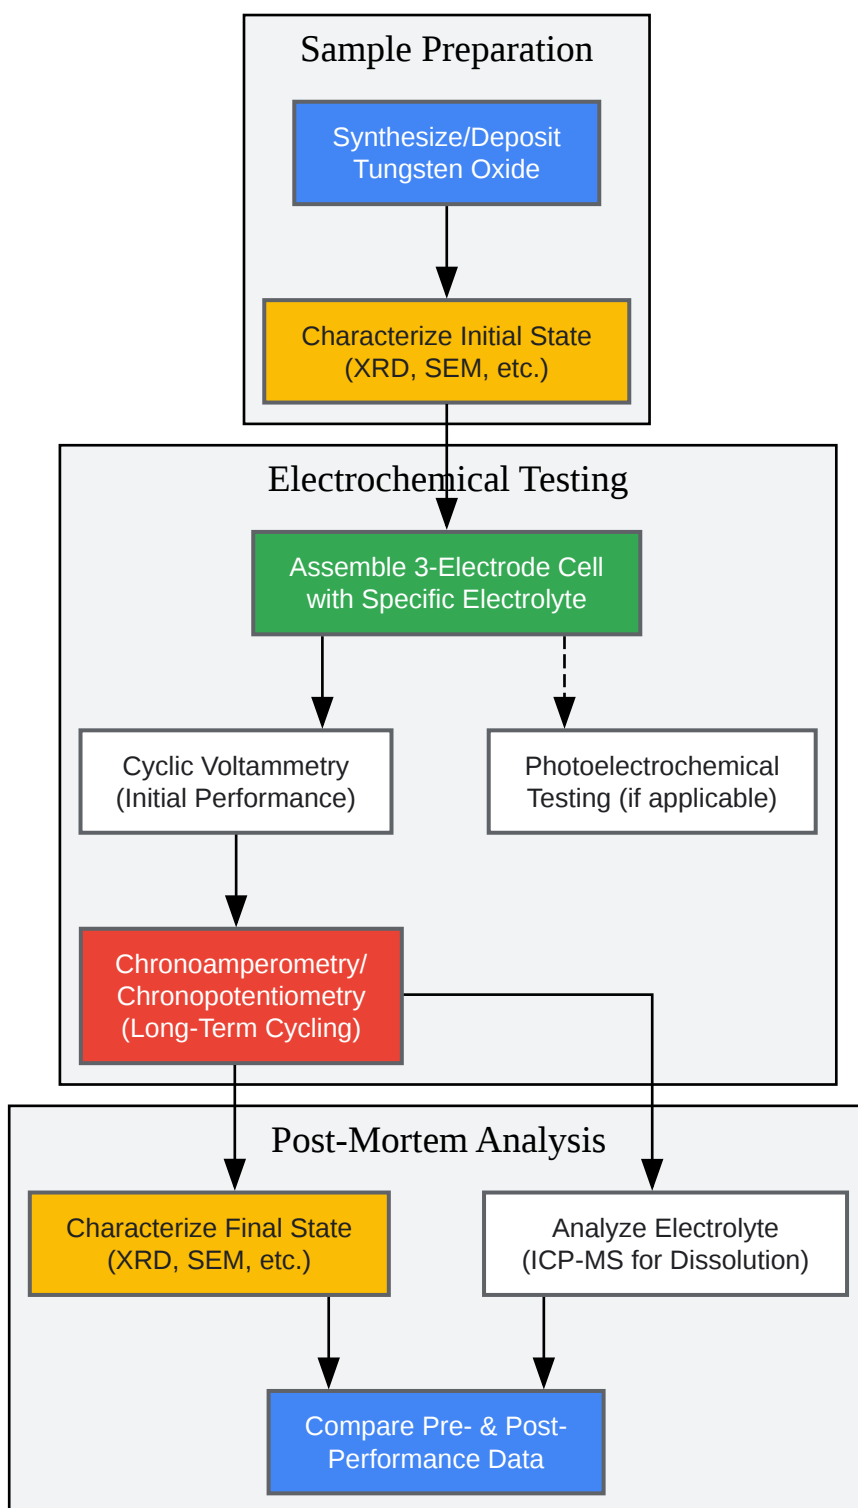 Sample Preparation
Synthesize/Deposit
Tungsten Oxide
Characterize Initial State
(XRD, SEM, etc.)
Electrochemical Testing
Assemble 3-Electrode Cell
with Specific Electrolyte
Cyclic Voltammetry
(Initial Performance)
Photoelectrochemical
Testing (if applicable)
Chronoamperometry/
Chronopotentiometry
(Long-Term Cycling)
Post-Mortem Analysis
Characterize Final State
(XRD, SEM, etc.)
Analyze Electrolyte
(ICP-MS for Dissolution)
Compare Pre- & Post-
Performance Data